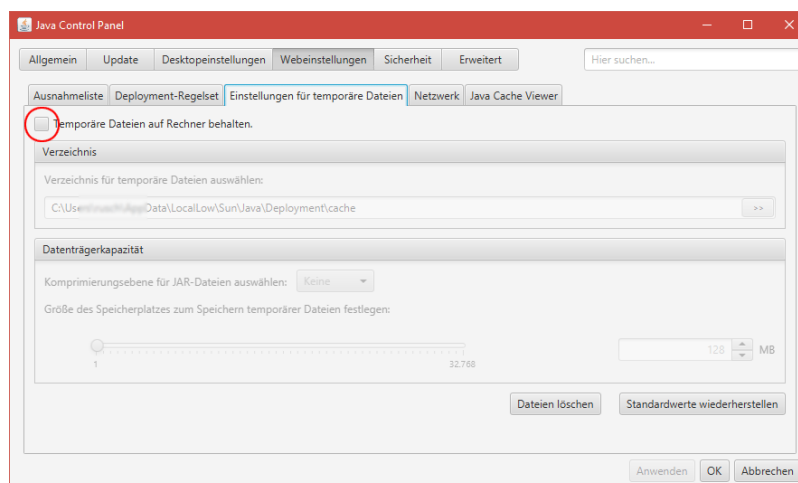 Java Control Panel
Allgemein Update Desktopeinstellungen Webeinstellungen Sicherheit Erweitert Hier suchen...
Ausnahmeliste Deployment-Regelset Einstellungen für temporäre Dateien Netzwerk Java Cache Viewer
Temporäre Dateien auf Rechner behalten.
Verzeichnis
Verzeichnis für temporäre Dateien auswählen:
C:\Use Data\LocalLow\Sun\Java\Deployment\cache >>
Datenträgerkapazität
Komprimierungsebene für JAR-Dateien auswählen: Keine
Größe des Speicherplatzes zum Speichern temporärer Dateien festlegen:
128 MB
1 32.768
Dateien löschen Standardwerte wiederherstellen
Anwenden OK Abbrechen